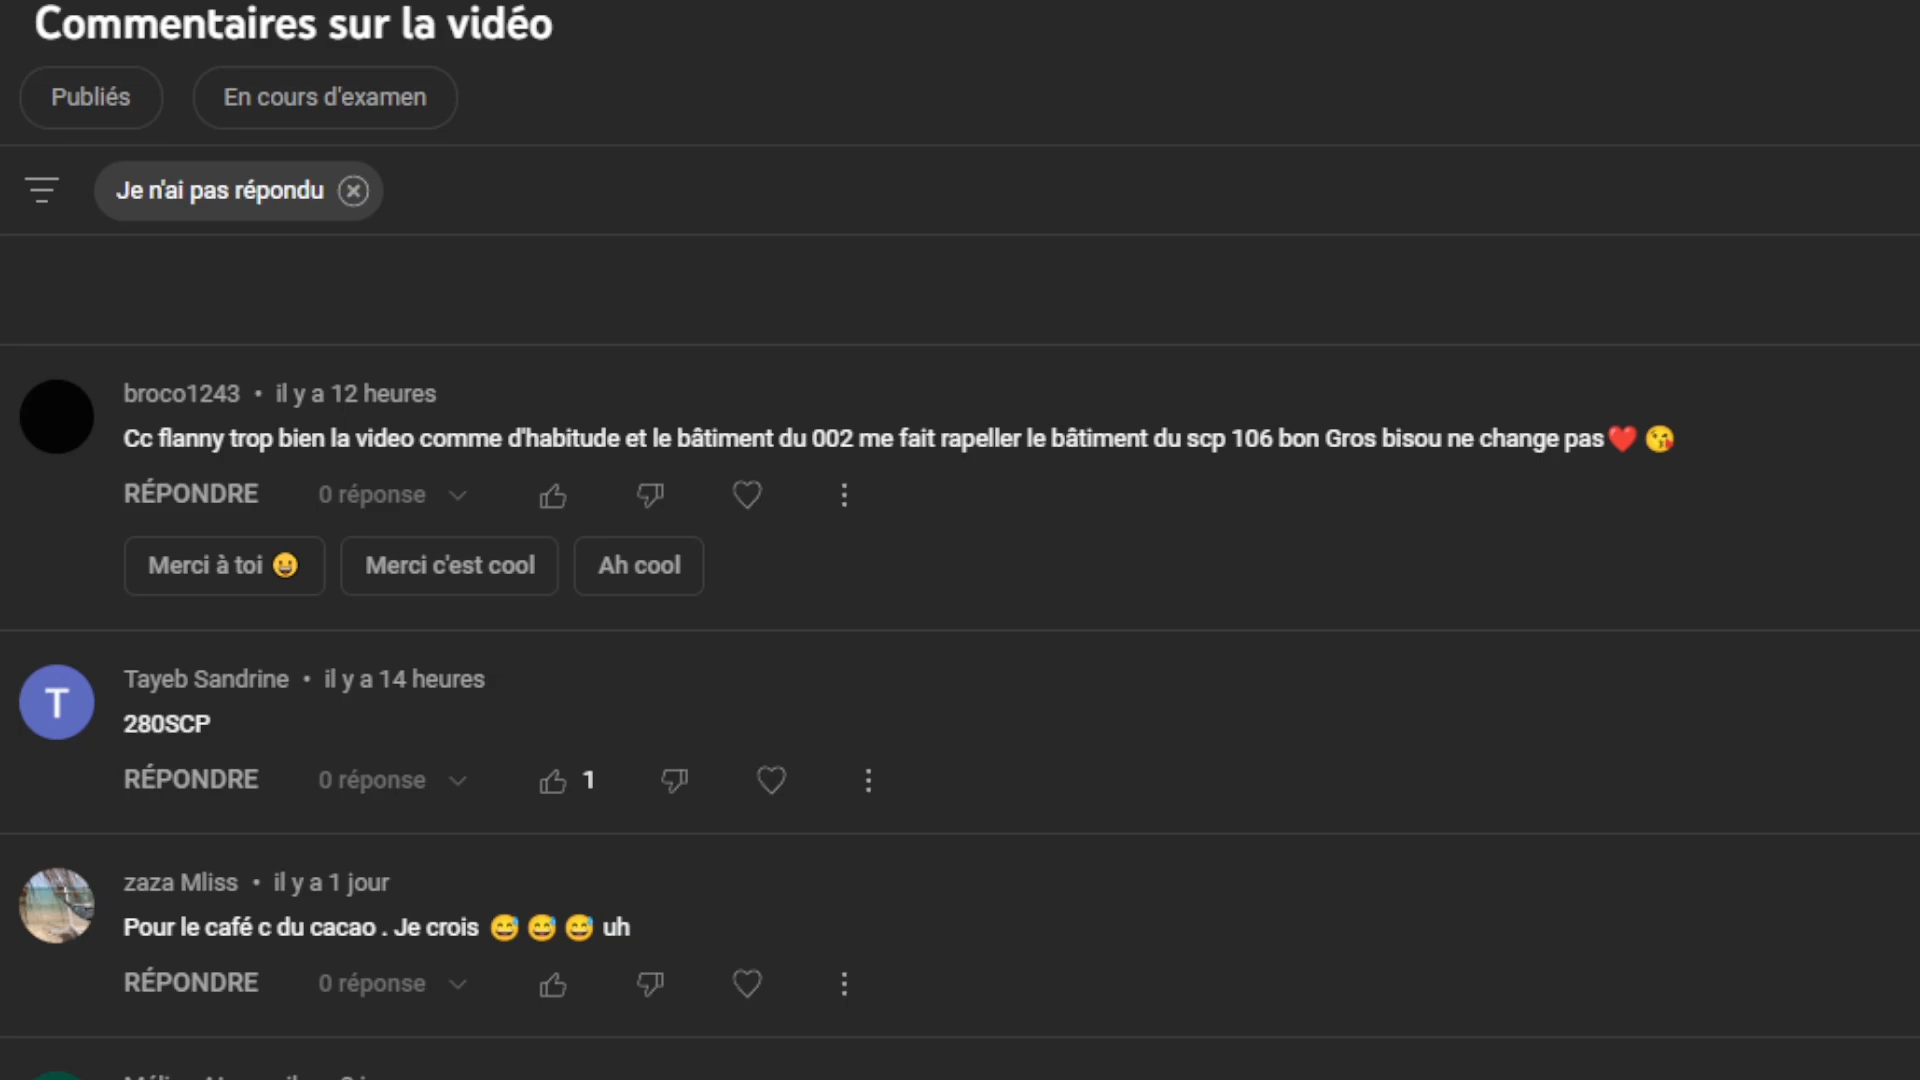 Commentaires sur la vidéo
Publiés
En cours d'examen
Je n'ai pas répondu
broco1243 • il y a 12 heures
Cc flanny trop bien la video comme d'habitude et le bâtiment du 002 me fait rapeller le bâtiment du scp 106 bon Gros bisou ne change pas❤️ 😘
RÉPONDRE 0 réponse
Merci à toi 😀 Merci c'est cool Ah cool
T
Tayeb Sandrine • il y a 14 heures
280SCP
RÉPONDRE 0 réponse 1
zaza Mliss • il y a 1 jour
Pour le café c du cacao . Je crois 😅 😅 😅 uh
RÉPONDRE 0 réponse